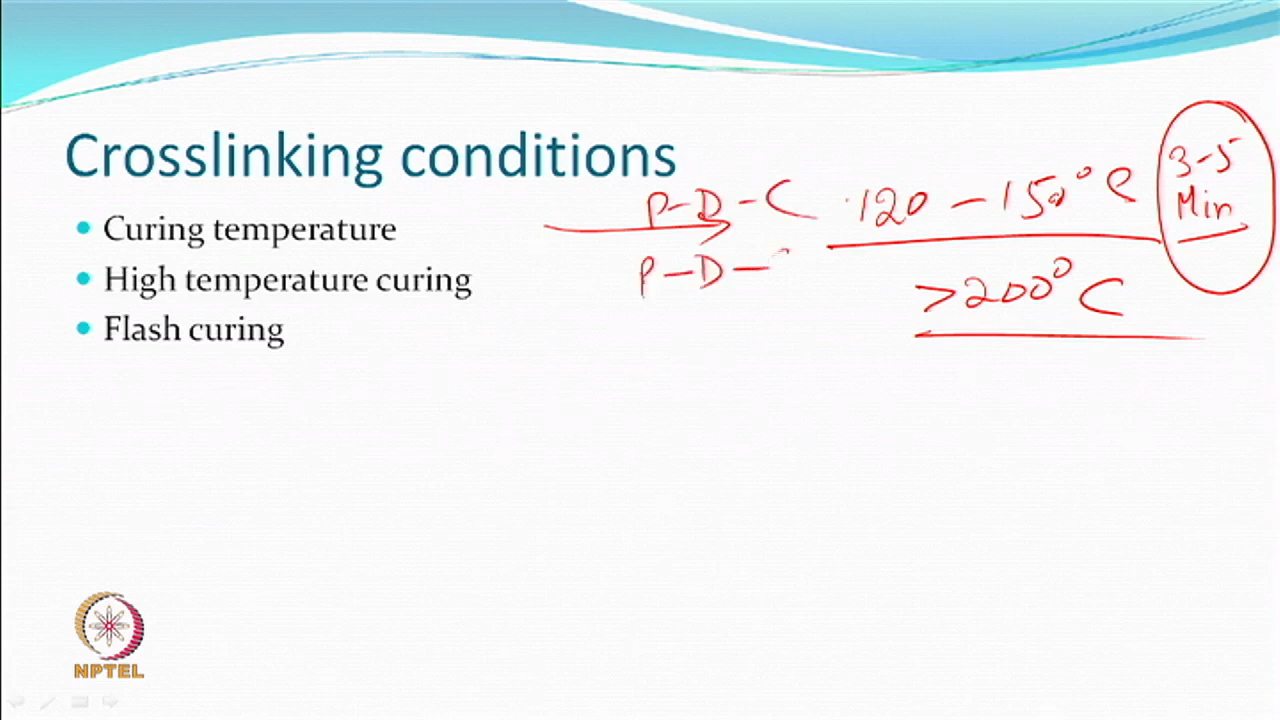 Crosslinking conditions
Curing temperature
High temperature curing
Flash curing
P-D-C
120 - 150° C
3-5
Min
P-D-
>200° C
NPTEL